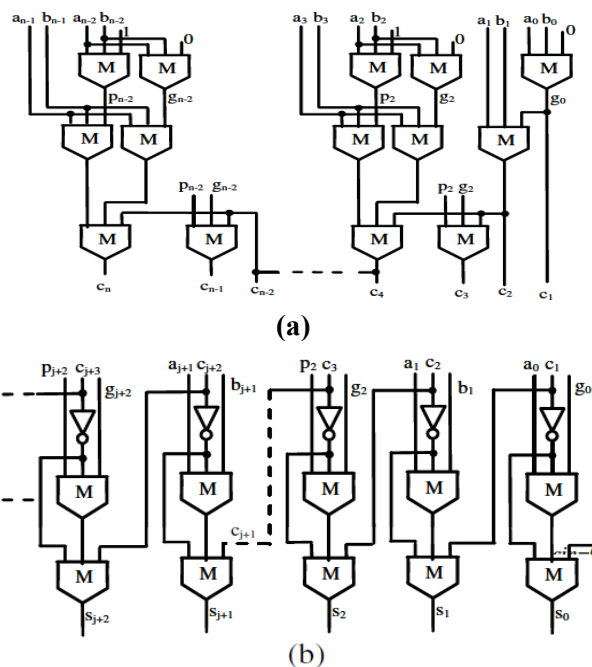 aₙ₋₁ bₙ₋₁ aₙ₋₂ bₙ₋₂ 1 0 a₃ b₃ a₂ b₂ 1 0 a₁ b₁ a₀ b₀ 0
M M M M M
pₙ₋₂ gₙ₋₂ p₂ g₂ g₀
M M M M M
pₙ₋₂ gₙ₋₂ p₂ g₂
M M M M
cₙ cₙ₋₁ cₙ₋₂ c₄ c₃ c₂ c₁
(a)
pⱼ₊₂ cⱼ₊₃ gⱼ₊₂ aⱼ₊₁ cⱼ₊₂ bⱼ₊₁ p₂ c₃ g₂ a₁ c₂ b₁ a₀ c₁ g₀
M M M M M
cⱼ₊₁
M M M M M
sⱼ₊₂ sⱼ₊₁ s₂ s₁ s₀
(b)